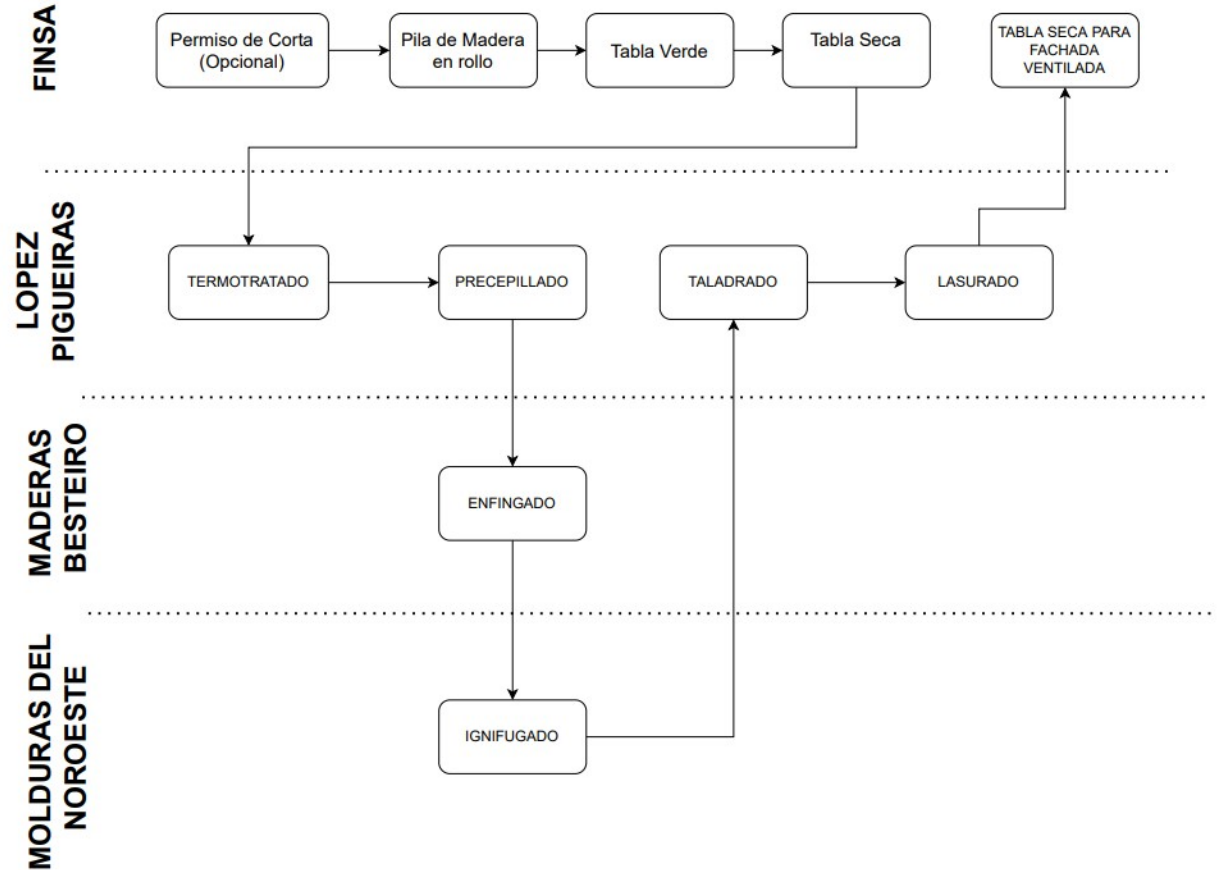 FINSA
Permiso de Corta
(Opcional)
Pila de Madera
en rollo
Tabla Verde
Tabla Seca
TABLA SECA PARA
FACHADA
VENTILADA
LOPEZ
PIGUEIRAS
TERMOTRATADO
PRECEPILLADO
TALADRADO
LASURADO
MADERAS
BESTEIRO
ENFINGADO
MOLDURAS DEL
NOROESTE
IGNIFUGADO